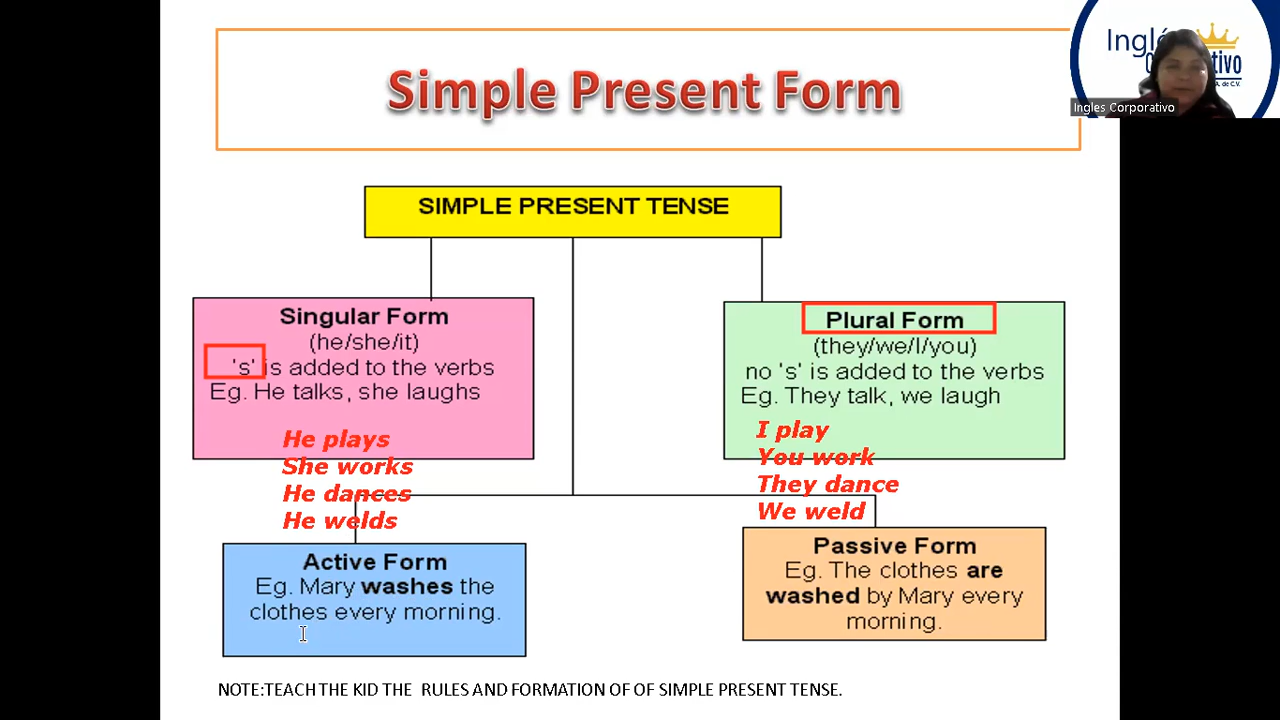 Simple Present Form
Inglés
tivo
A. de C.V.
Ingles Corporativo
SIMPLE PRESENT TENSE
Singular Form
(he/she/it)
's' is added to the verbs
Eg. He talks, she laughs
He plays
She works
He dances
He welds
Plural Form
(they/we/I/you)
no 's' is added to the verbs
Eg. They talk, we laugh
I play
You work
They dance
We weld
Active Form
Eg. Mary washes the
clothes every morning.
Passive Form
Eg. The clothes are
washed by Mary every
morning.
NOTE:TEACH THE KID THE  RULES AND FORMATION OF OF SIMPLE PRESENT TENSE.